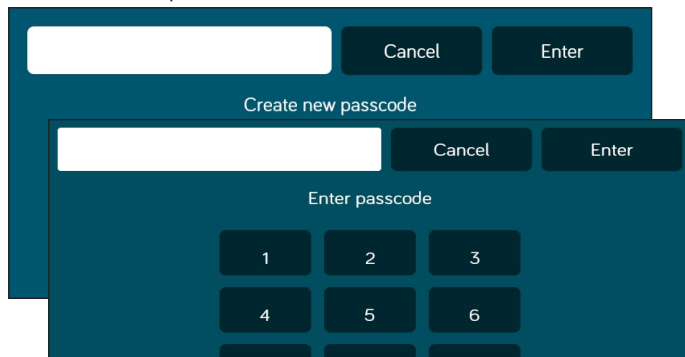 Cancel Enter
Create new passcode
Cancel Enter
Enter passcode
1 2 3
4 5 6